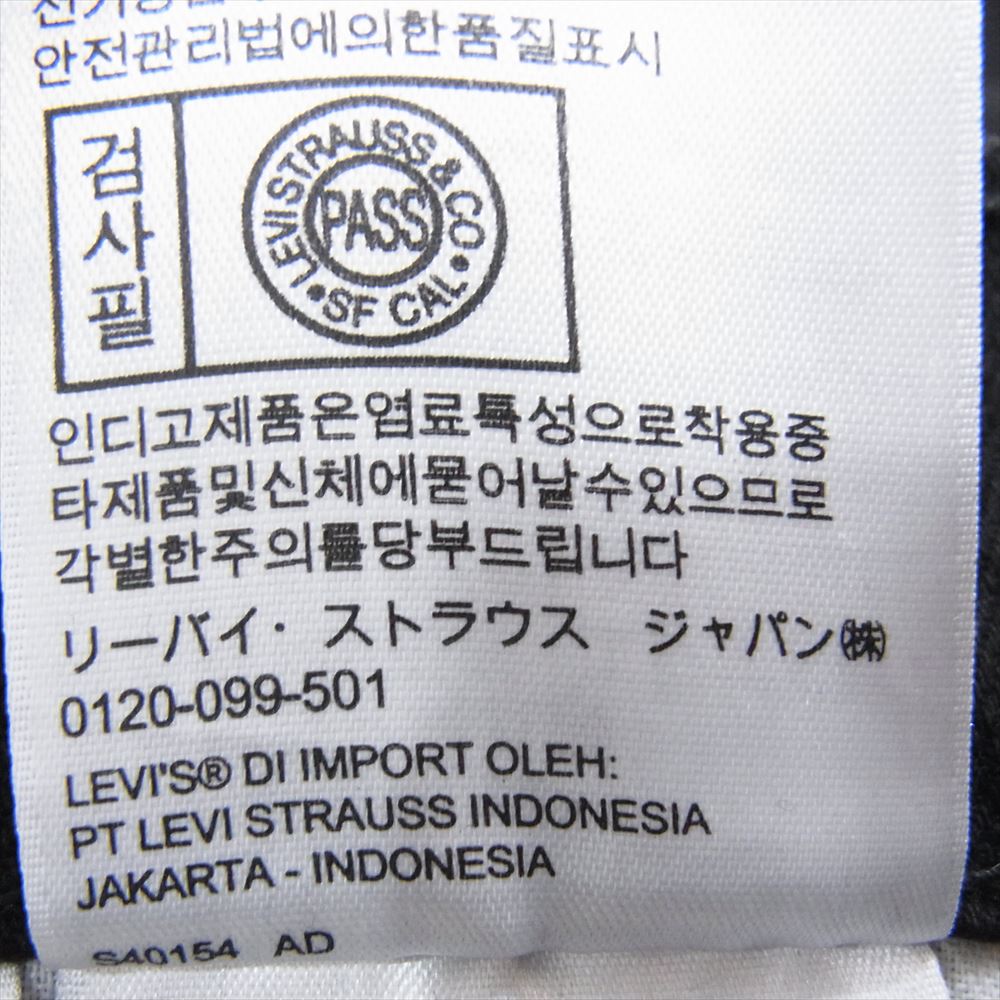 안전관리법에의한품질표시
검사필
LEVI STRAUSS & CO • SF CAL •
PASS
인디고제품은염료특성으로착용중
타제품및신체에묻어날수있으므로
각별한주의를당부드립니다
リーバイ・ストラウス ジャパン㈱
0120-099-501
LEVI'S® DI IMPORT OLEH:
PT LEVI STRAUSS INDONESIA
JAKARTA - INDONESIA
S40154 AD